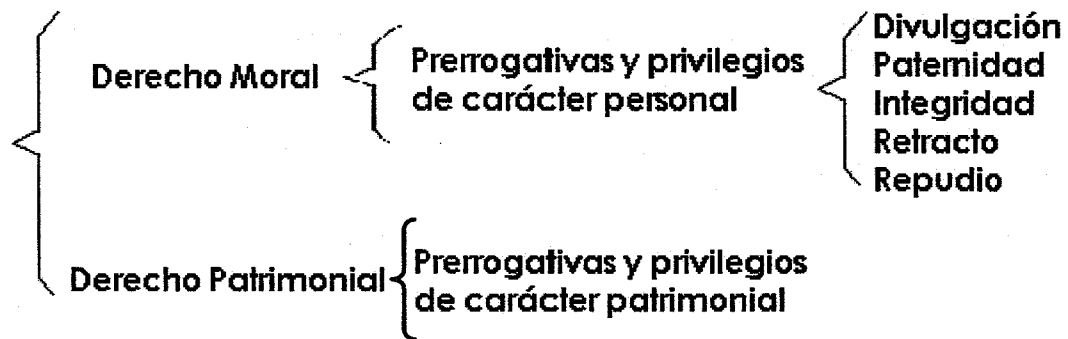 Derecho Moral
Prerrogativas y privilegios
de carácter personal
Divulgación
Paternidad
Integridad
Retracto
Repudio
Derecho Patrimonial
Prerrogativas y privilegios
de carácter patrimonial